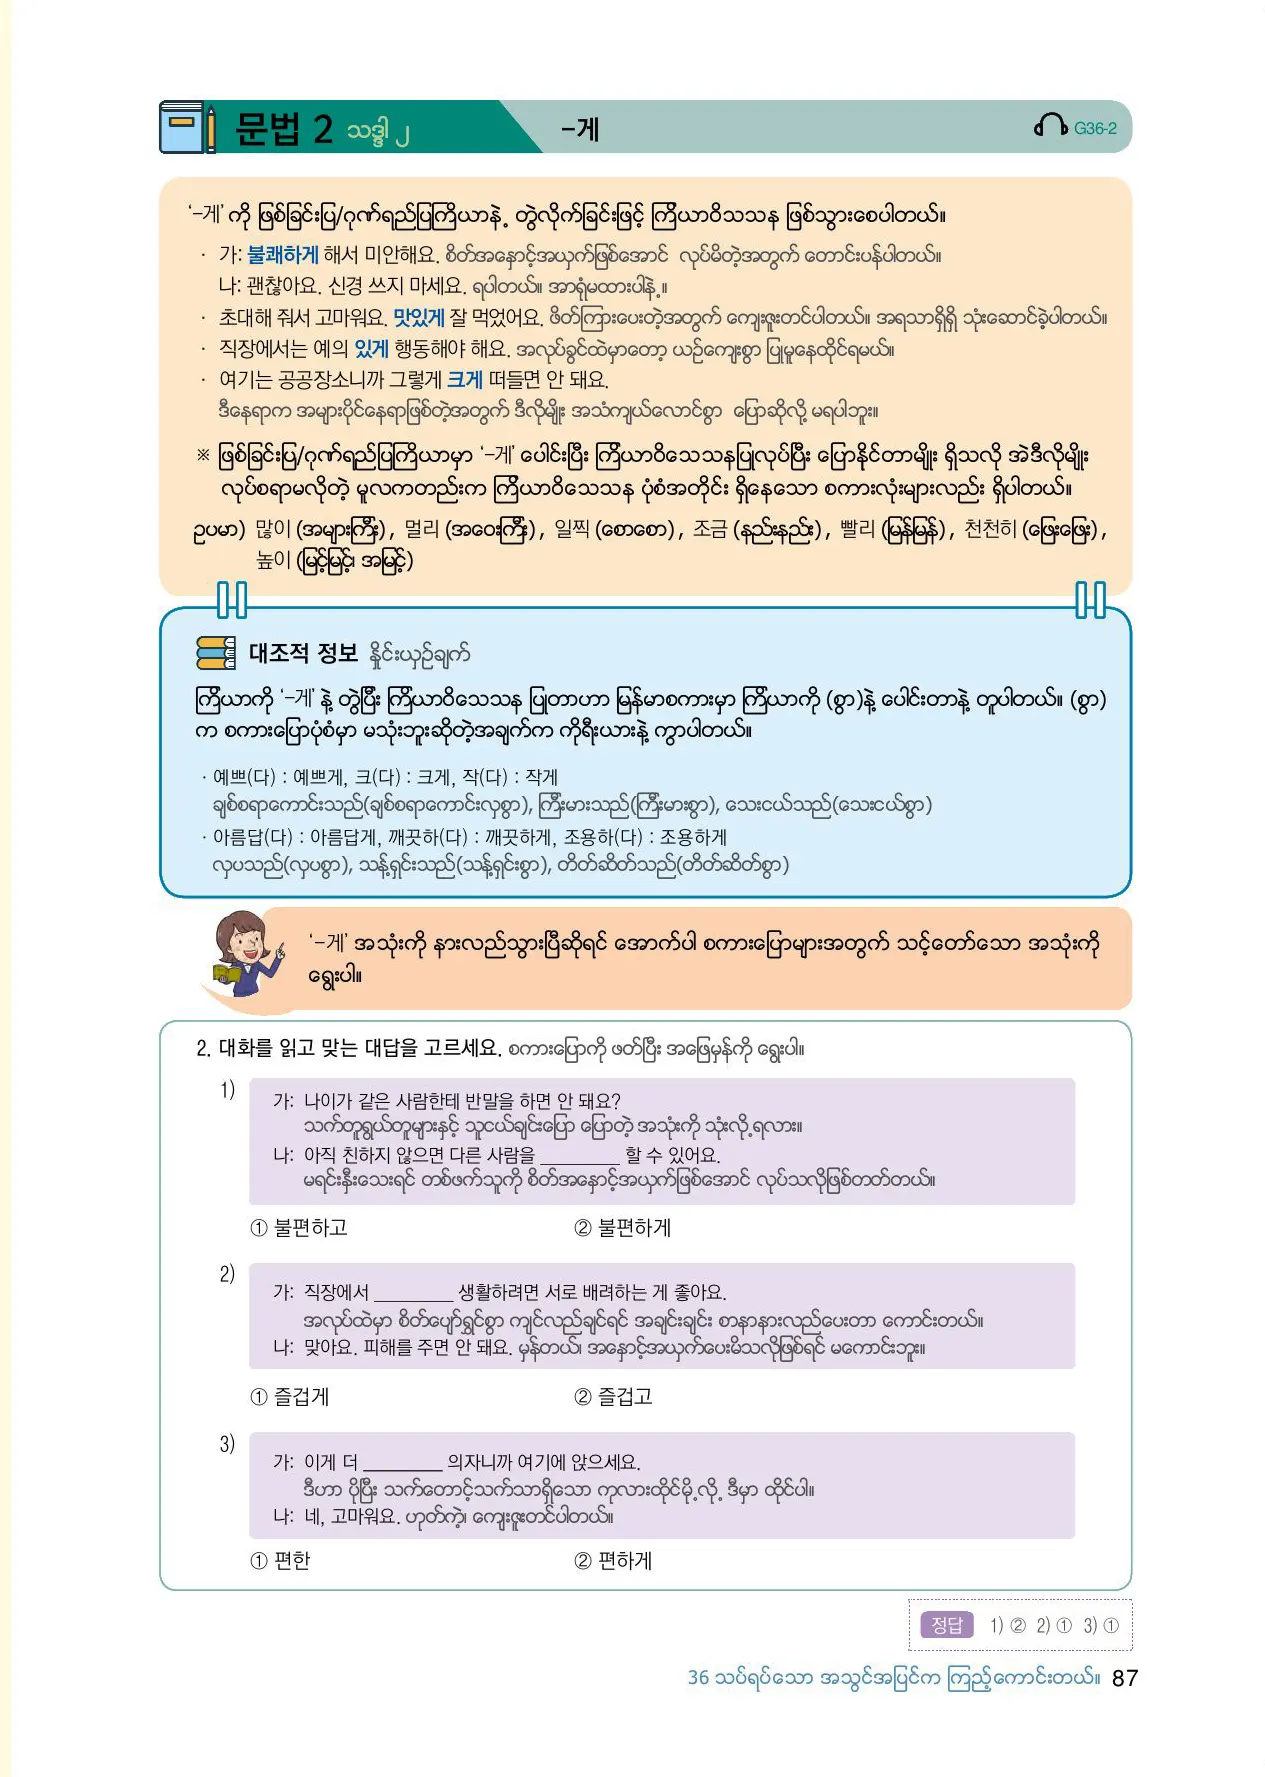 문법 2 သဒ္ဒါ ၂ -게 G36-2
‘-게’ ကို ဖြစ်ခြင်းပြ/ဂုဏ်ရည်ပြကြိယာနဲ့ တွဲလိုက်ခြင်းဖြင့် ကြိယာဝိသသန ဖြစ်သွားစေပါတယ်။
· 가: 불쾌하게 해서 미안해요. စိတ်အနှောင့်အယှက်ဖြစ်အောင် လုပ်မိတဲ့အတွက် တောင်းပန်ပါတယ်။
나: 괜찮아요. 신경 쓰지 마세요. ရပါတယ်။ အာရုံမထားပါနဲ့။
· 초대해 줘서 고마워요. 맛있게 잘 먹었어요. ဖိတ်ကြားပေးတဲ့အတွက် ကျေးဇူးတင်ပါတယ်။ အရသာရှိရှိ သုံးဆောင်ခဲ့ပါတယ်။
· 직장에서는 예의 있게 행동해야 해요. အလုပ်ခွင်ထဲမှာတော့ ယဉ်ကျေးစွာ ပြုမူနေထိုင်ရမယ်။
· 여기는 공공장소니까 그렇게 크게 떠들면 안 돼요.
ဒီနေရာက အများပိုင်နေရာဖြစ်တဲ့အတွက် ဒီလိုမျိုး အသံကျယ်လောင်စွာ ပြောဆိုလို့ မရပါဘူး။
※ ဖြစ်ခြင်းပြ/ဂုဏ်ရည်ပြကြိယာမှာ ‘-게’ ပေါင်းပြီး ကြိယာဝိသေသနပြုလုပ်ပြီး ပြောနိုင်တာမျိုး ရှိသလို အဲဒီလိုမျိုး
လုပ်စရာမလိုတဲ့ မူလကတည်းက ကြိယာဝိသေသန ပုံစံအတိုင်း ရှိနေသော စကားလုံးများလည်း ရှိပါတယ်။
ဥပမာ) 많이 (အများကြီး), 멀리 (အဝေးကြီး), 일찍 (စောစော), 조금 (နည်းနည်း), 빨리 (မြန်မြန်), 천천히 (ဖြေးဖြေး),
높이 (မြင့်မြင့်၊ အမြင့်)
대조적 정보 နှိုင်းယှဉ်ချက်
ကြိယာကို ‘-게’ နဲ့ တွဲပြီး ကြိယာဝိသေသန ပြုတာဟာ မြန်မာစကားမှာ ကြိယာကို (စွာ)နဲ့ ပေါင်းတာနဲ့ တူပါတယ်။ (စွာ)
က စကားပြောပုံစံမှာ မသုံးဘူးဆိုတဲ့အချက်က ကိုရီးယားနဲ့ ကွာပါတယ်။
· 예쁘(다) : 예쁘게, 크(다) : 크게, 작(다) : 작게
ချစ်စရာကောင်းသည်(ချစ်စရာကောင်းလှစွာ), ကြီးမားသည်(ကြီးမားစွာ), သေးငယ်သည်(သေးငယ်စွာ)
· 아름답(다) : 아름답게, 깨끗하(다) : 깨끗하게, 조용하(다) : 조용하게
လှပသည်(လှပစွာ), သန့်ရှင်းသည်(သန့်ရှင်းစွာ), တိတ်ဆိတ်သည်(တိတ်ဆိတ်စွာ)
‘-게’ အသုံးကို နားလည်သွားပြီဆိုရင် အောက်ပါ စကားပြောများအတွက် သင့်တော်သော အသုံးကို
ရွေးပါ။
2. 대화를 읽고 맞는 대답을 고르세요. စကားပြောကို ဖတ်ပြီး အဖြေမှန်ကို ရွေးပါ။
1)
가: 나이가 같은 사람한테 반말을 하면 안 돼요?
သက်တူရွယ်တူများနှင့် သူငယ်ချင်းပြော ပြောတဲ့ အသုံးကို သုံးလို့ရလား။
나: 아직 친하지 않으면 다른 사람을 ________ 할 수 있어요.
မရင်းနှီးသေးရင် တစ်ဖက်သူကို စိတ်အနှောင့်အယှက်ဖြစ်အောင် လုပ်သလိုဖြစ်တတ်တယ်။
① 불편하고 ② 불편하게
2)
가: 직장에서 ________ 생활하려면 서로 배려하는 게 좋아요.
အလုပ်ထဲမှာ စိတ်ပျော်ရွှင်စွာ ကျင်လည်ချင်ရင် အချင်းချင်း စာနာနားလည်ပေးတာ ကောင်းတယ်။
나: 맞아요. 피해를 주면 안 돼요. မှန်တယ်၊ အနှောင့်အယှက်ပေးမိသလိုဖြစ်ရင် မကောင်းဘူး။
① 즐겁게 ② 즐겁고
3)
가: 이게 더 ________ 의자니까 여기에 앉으세요.
ဒီဟာ ပိုပြီး သက်တောင့်သက်သာရှိသော ကုလားထိုင်မို့လို့ ဒီမှာ ထိုင်ပါ။
나: 네, 고마워요. ဟုတ်ကဲ့၊ ကျေးဇူးတင်ပါတယ်။
① 편한 ② 편하게
정답 1) ② 2) ① 3) ①
36 သပ်ရပ်သော အသွင်အပြင်က ကြည့်ကောင်းတယ်။ 87